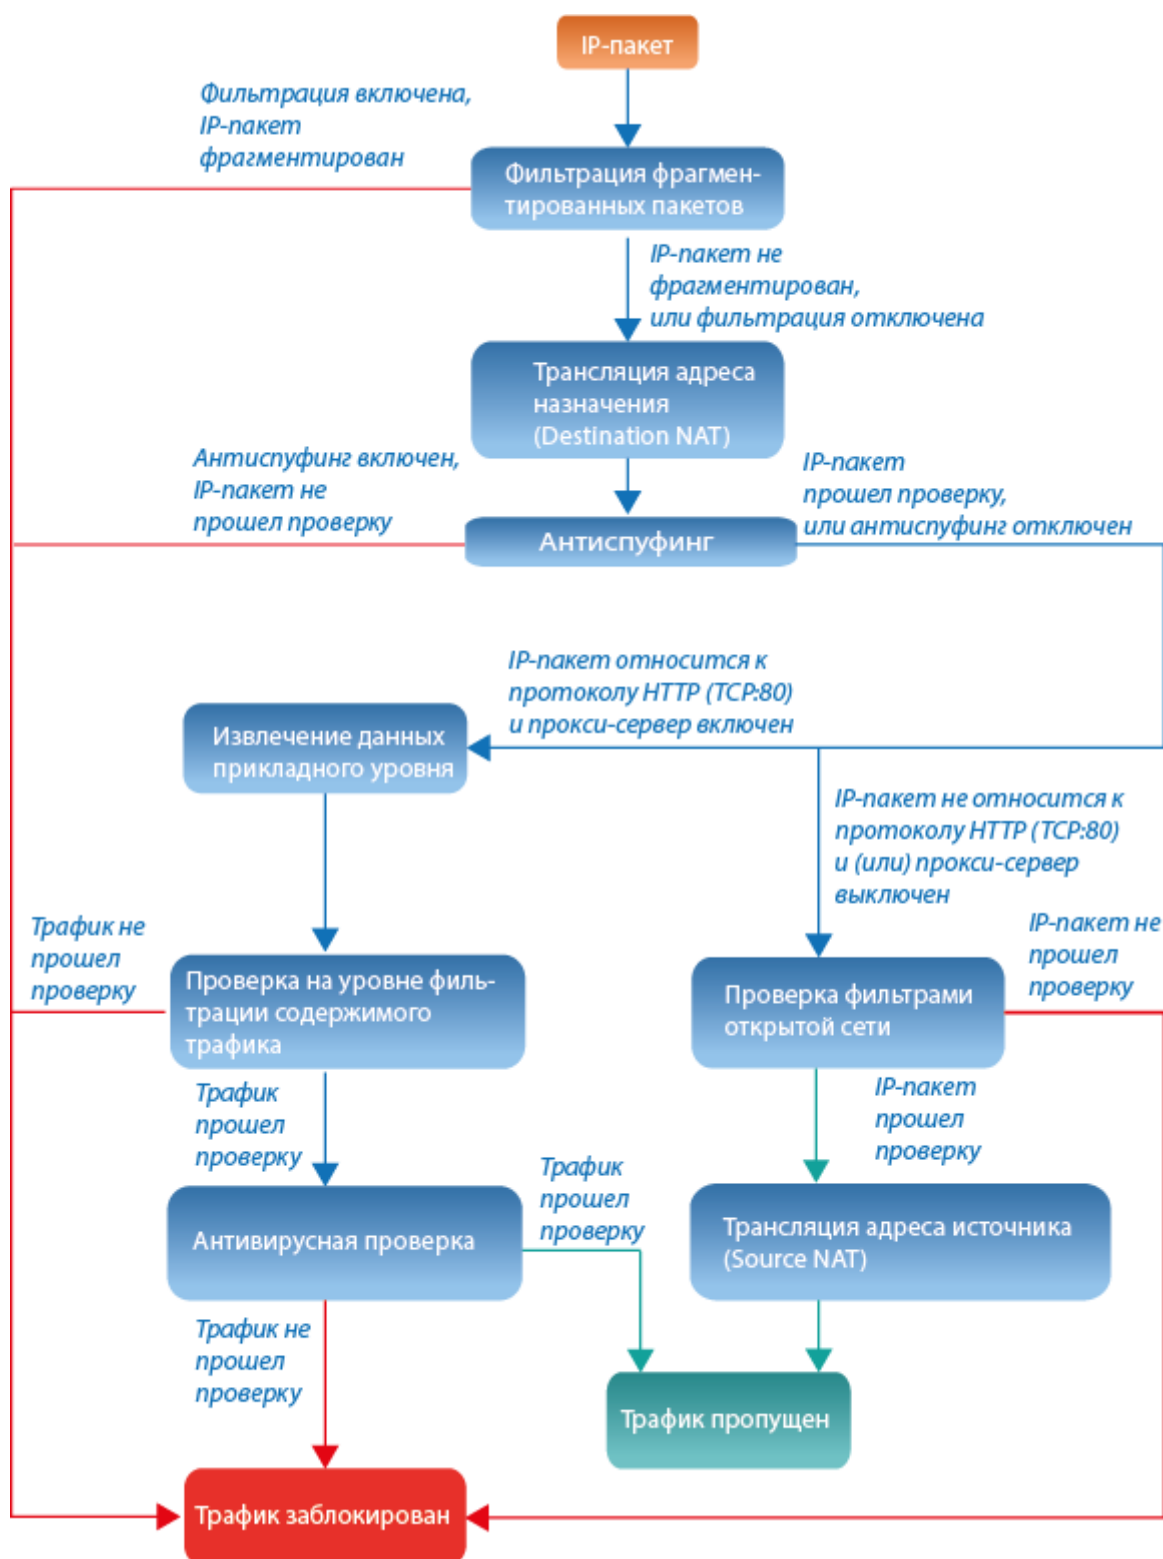 IP-пакет
Фильтрация включена,
IP-пакет
фрагментирован
Фильтрация фрагмен-
тированных пакетов
IP-пакет не
фрагментирован,
или фильтрация отключена
Трансляция адреса
назначения
(Destination NAT)
Антиспуфинг включен,
IP-пакет не
прошел проверку
IP-пакет
прошел проверку,
или антиспуфинг отключен
Антиспуфинг
IP-пакет относится к
протоколу HTTP (TCP:80)
и прокси-сервер включен
Извлечение данных
прикладного уровня
IP-пакет не относится к
протоколу HTTP (TCP:80)
и (или) прокси-сервер
выключен
Трафик не
прошел
проверку
IP-пакет не
прошел
проверку
Проверка на уровне филь-
трации содержимого
трафика
Проверка фильтрами
открытой сети
Трафик
прошел
проверку
IP-пакет
прошел
проверку
Трафик
прошел
проверку
Антивирусная проверка
Трансляция адреса источника
(Source NAT)
Трафик не
прошел
проверку
Трафик пропущен
Трафик заблокирован